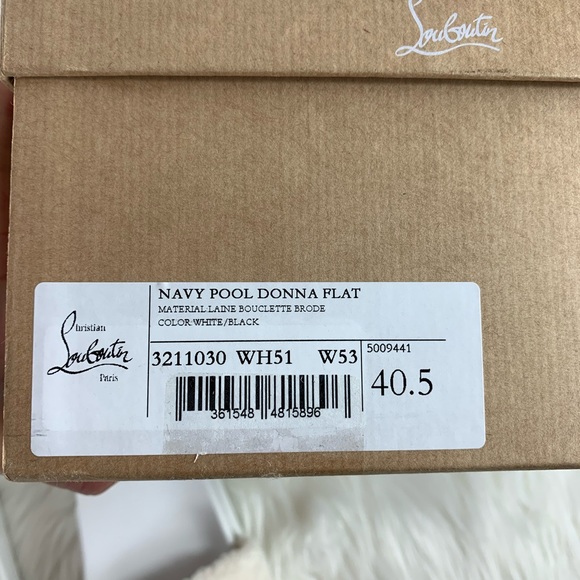 Louboutin
NAVY POOL DONNA FLAT
MATERIAL:LAINE BOUCLETTE BRODE
COLOR:WHITE/BLACK
Christian
Louboutin
Paris
3211030 WH51 W53
5009441
40.5
361548 4815896